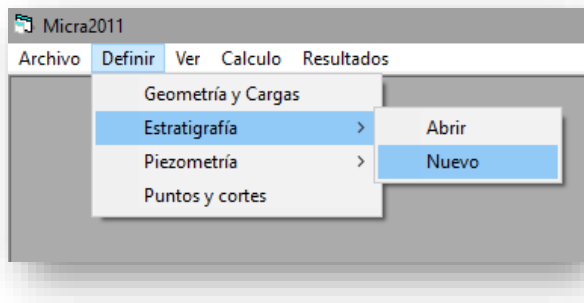 Micra2011
Archivo Definir Ver Calculo Resultados
Geometría y Cargas
Estratigrafía > Abrir
Piezometría > Nuevo
Puntos y cortes